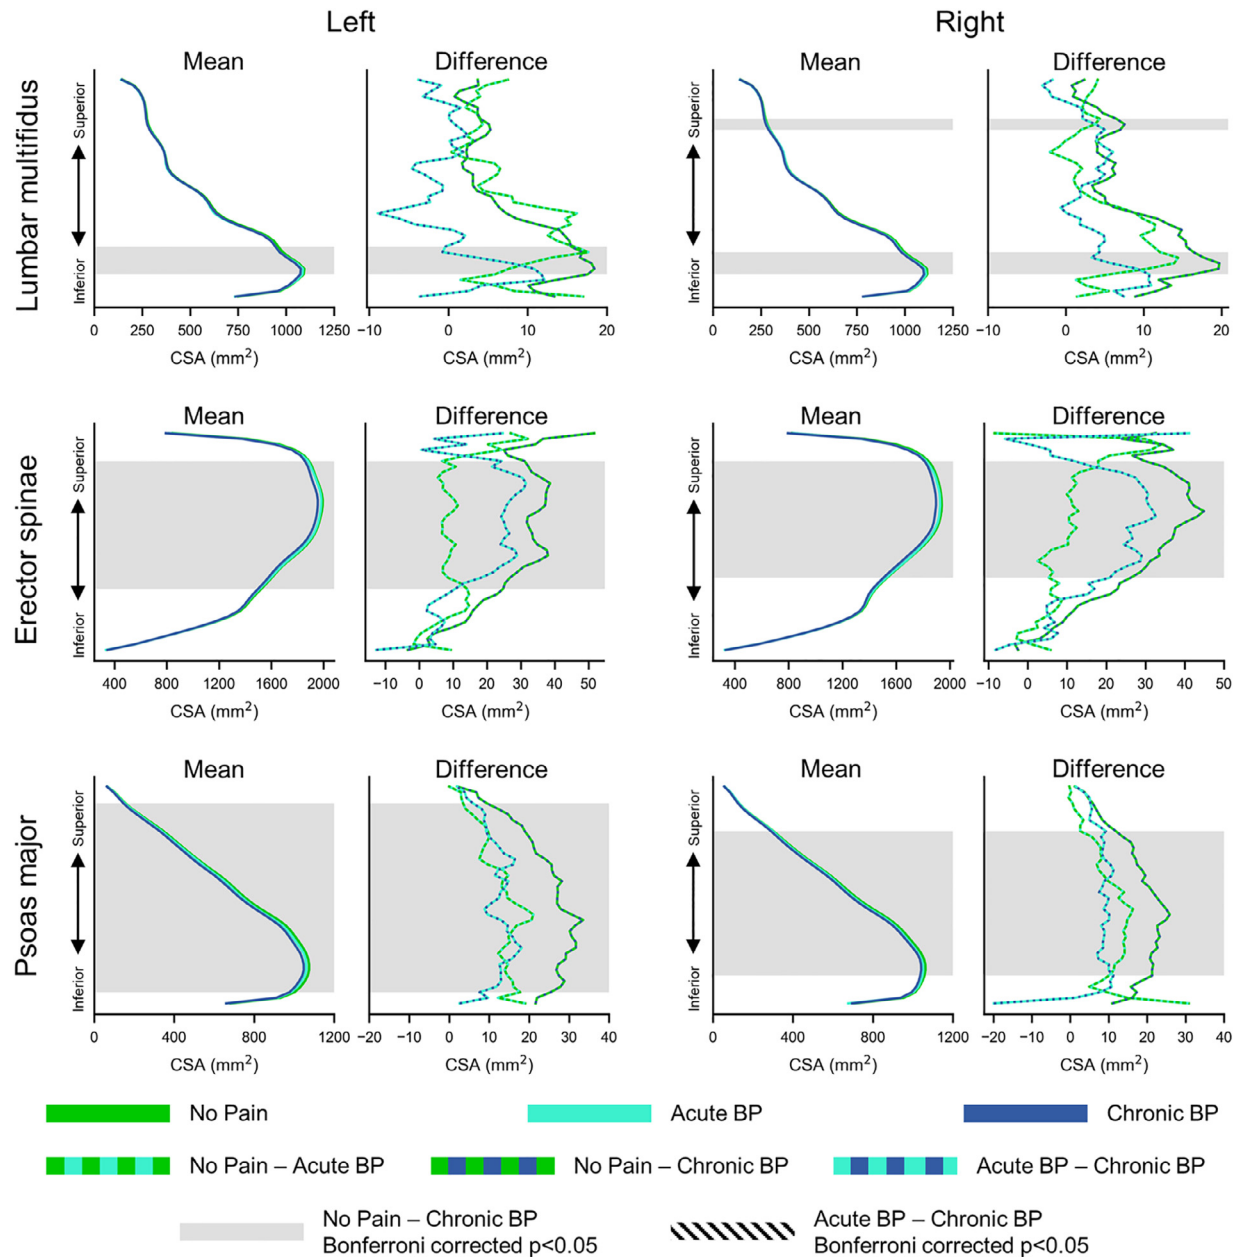 Left
Right
Mean
Difference
Mean
Difference
Lumbar multifidus
Superior
Inferior
Superior
Inferior
0 250 500 750 1000 1250
−10 0 10 20
0 250 500 750 1000 1250
−10 0 10 20
CSA (mm²)
CSA (mm²)
CSA (mm²)
CSA (mm²)
Mean
Difference
Mean
Difference
Erector spinae
Superior
Inferior
Superior
Inferior
400 800 1200 1600 2000
−10 0 10 20 30 40 50
400 800 1200 1600 2000
−10 0 10 20 30 40 50
CSA (mm²)
CSA (mm²)
CSA (mm²)
CSA (mm²)
Mean
Difference
Mean
Difference
Psoas major
Superior
Inferior
Superior
Inferior
0 400 800 1200
−20 −10 0 10 20 30 40
0 400 800 1200
−20 −10 0 10 20 30 40
CSA (mm²)
CSA (mm²)
CSA (mm²)
CSA (mm²)
No Pain
Acute BP
Chronic BP
No Pain – Acute BP
No Pain – Chronic BP
Acute BP – Chronic BP
No Pain – Chronic BP
Bonferroni corrected p<0.05
Acute BP – Chronic BP
Bonferroni corrected p<0.05